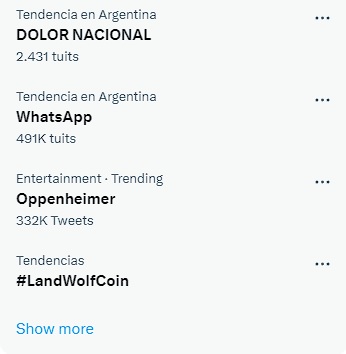 Tendencia en Argentina
DOLOR NACIONAL
2.431 tuits
Tendencia en Argentina
WhatsApp
491K tuits
Entertainment · Trending
Oppenheimer
332K Tweets
Tendencias
#LandWolfCoin
Show more